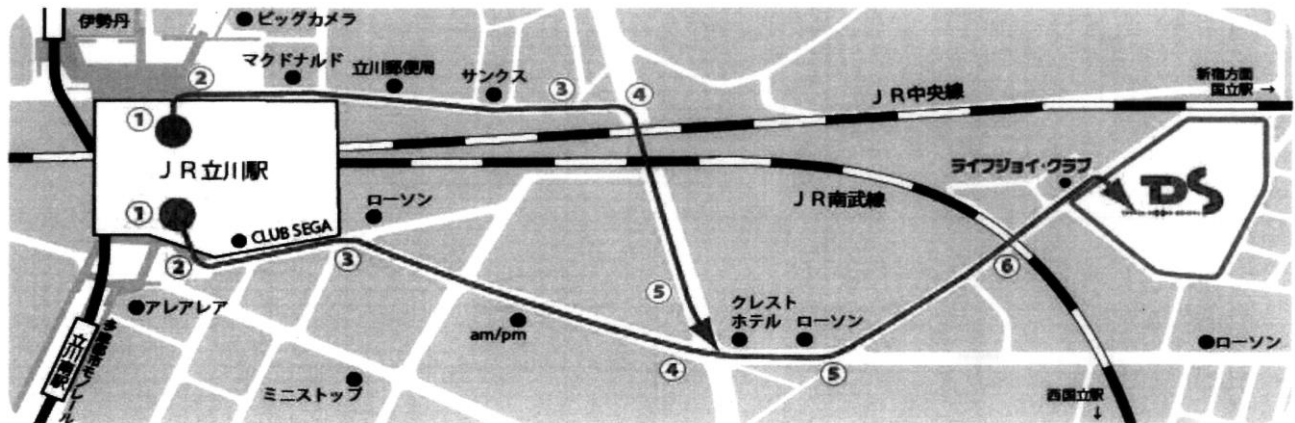 伊勢丹
ビッグカメラ
マクドナルド
立川郵便局
サンクス
②
③
④
新宿方面
国立駅 →
JR中央線
①
JR立川駅
ライフジョイ・クラブ
TDS
JR南武線
①
ローソン
CLUB SEGA
②
③
⑥
アレアレア
⑤
クレスト
ホテル
ローソン
am/pm
④
⑤
ローソン
多摩都市モノレール
立川南駅
ミニストップ
西国立駅
↓